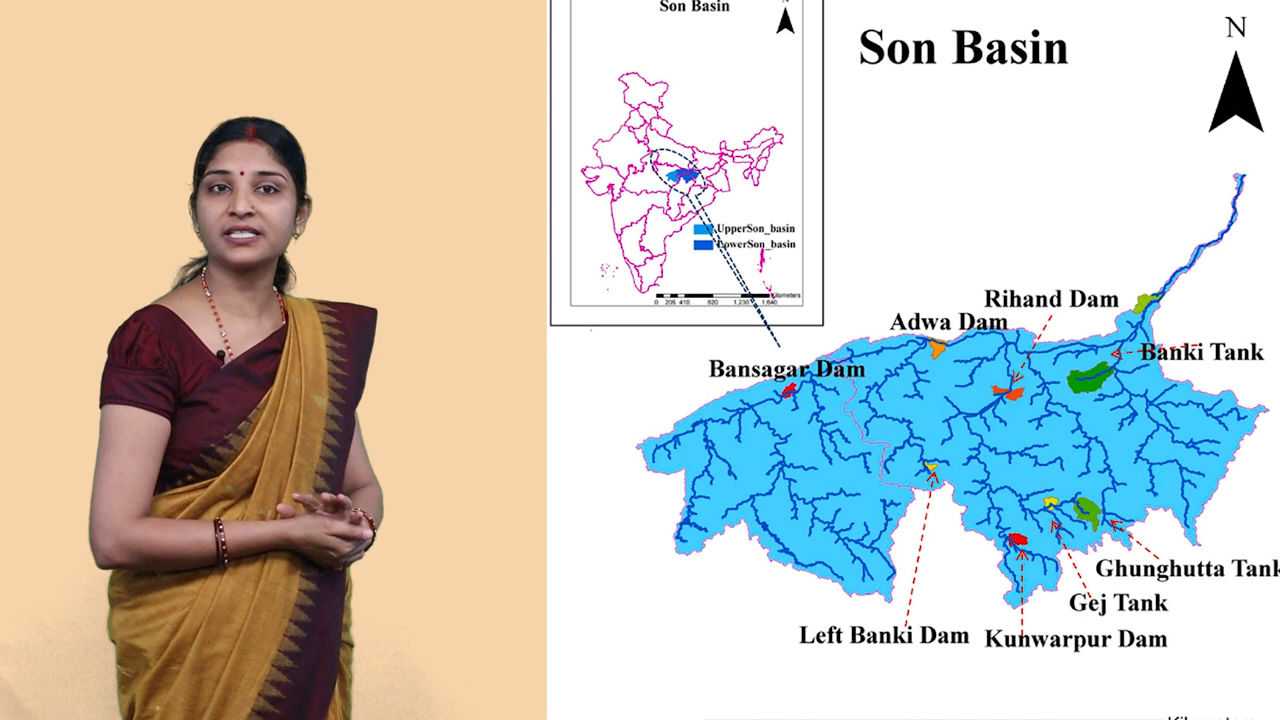 Son Basin
N
UpperSon_basin
LowerSon_basin
Kilometers
0 205 410 820 1,230 1,640
Son Basin
N
Rihand Dam
Adwa Dam
Banki Tank
Bansagar Dam
Ghunghutta Tank
Gej Tank
Left Banki Dam
Kunwarpur Dam